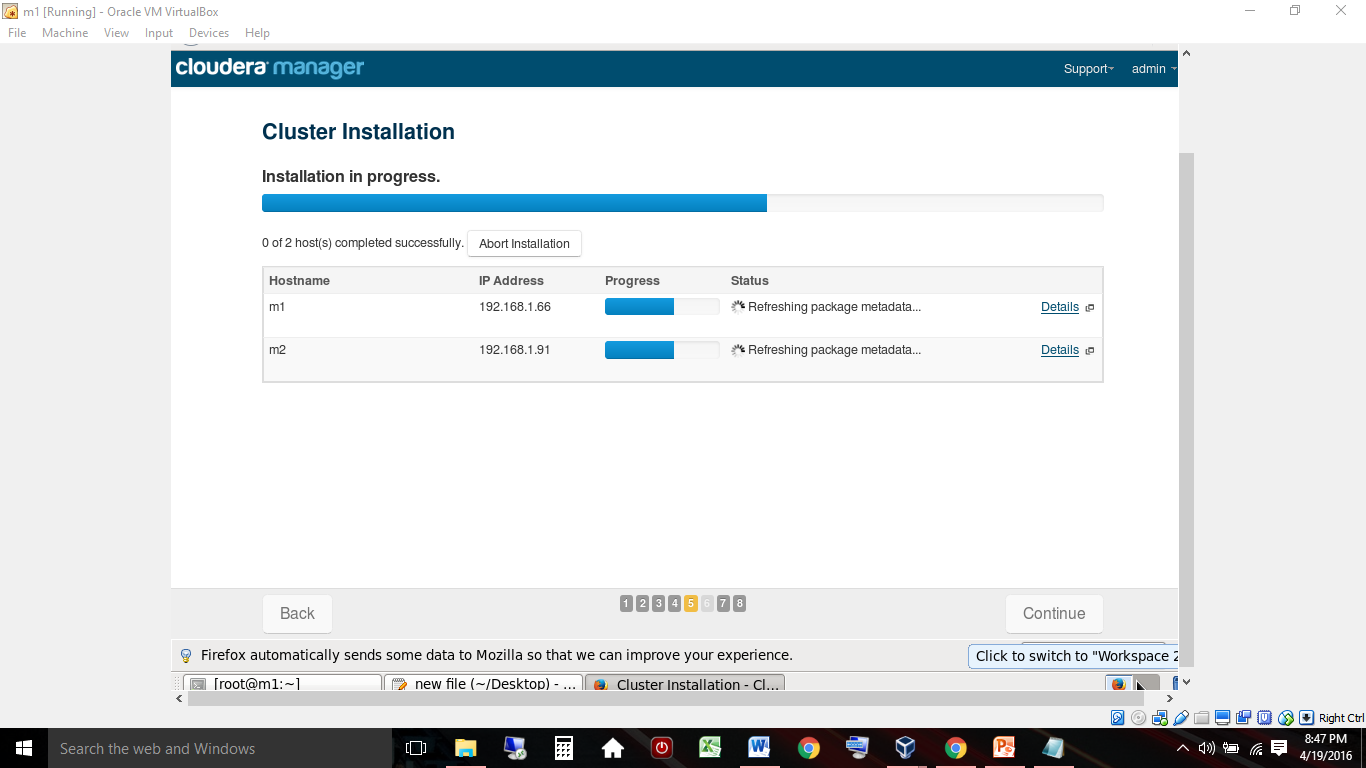 m1 [Running] - Oracle VM VirtualBox
File Machine View Input Devices Help
cloudera manager
Support admin
Cluster Installation
Installation in progress.
0 of 2 host(s) completed successfully. Abort Installation
Hostname IP Address Progress Status
m1 192.168.1.66 Refreshing package metadata... Details
m2 192.168.1.91 Refreshing package metadata... Details
Back 1 2 3 4 5 6 7 8 Continue
Firefox automatically sends some data to Mozilla so that we can improve your experience.
Click to switch to "Workspace 2
[root@m1:~] new file (~/Desktop) - ... Cluster Installation - Cl...
Right Ctrl
Search the web and Windows
8:47 PM
4/19/2016